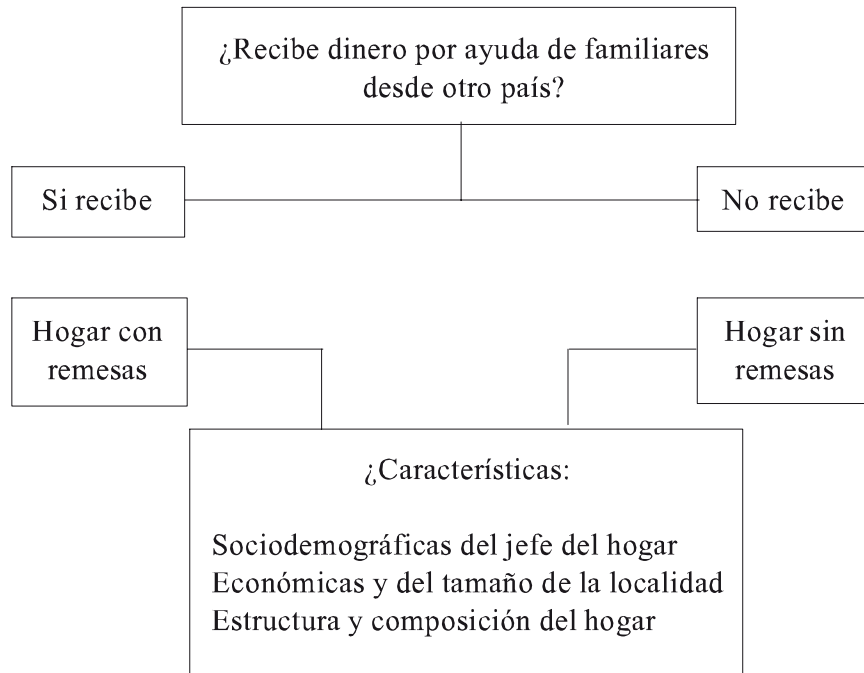 ¿Recibe dinero por ayuda de familiares
desde otro país?
Si recibe
No recibe
Hogar con
remesas
Hogar sin
remesas
¿Características:
Sociodemográficas del jefe del hogar
Económicas y del tamaño de la localidad
Estructura y composición del hogar